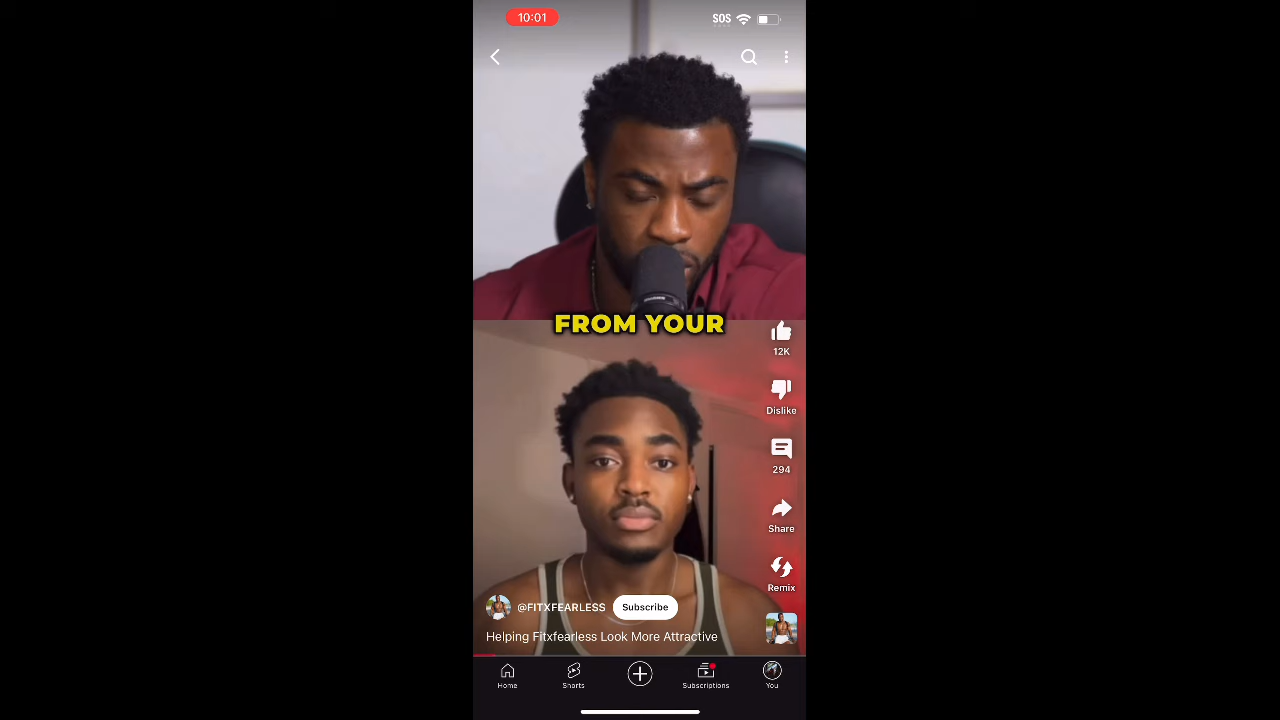 10:01
SOS
FROM YOUR
12K
Dislike
294
Share
Remix
@FITXFEARLESS
Subscribe
Helping Fitxfearless Look More Attractive
Home
Shorts
Subscriptions
You